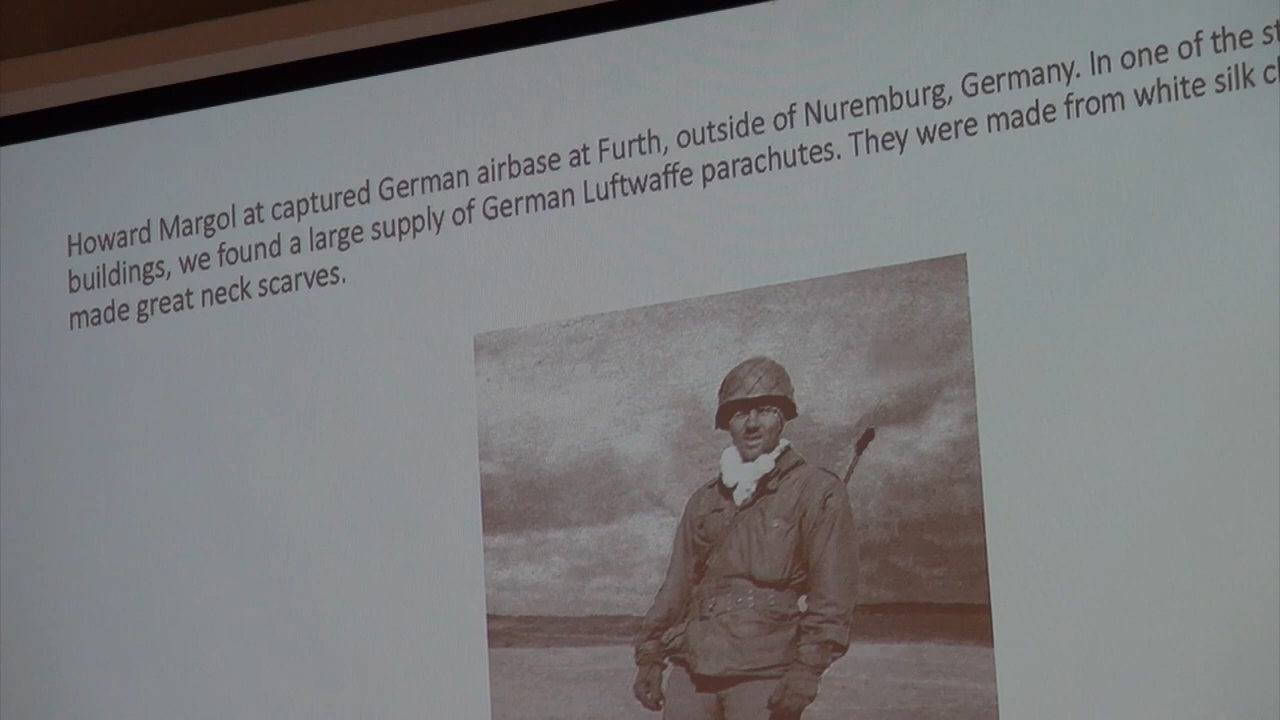 Howard Margol at captured German airbase at Furth, outside of Nuremburg, Germany. In one of the
buildings, we found a large supply of German Luftwaffe parachutes. They were made from white silk
made great neck scarves.